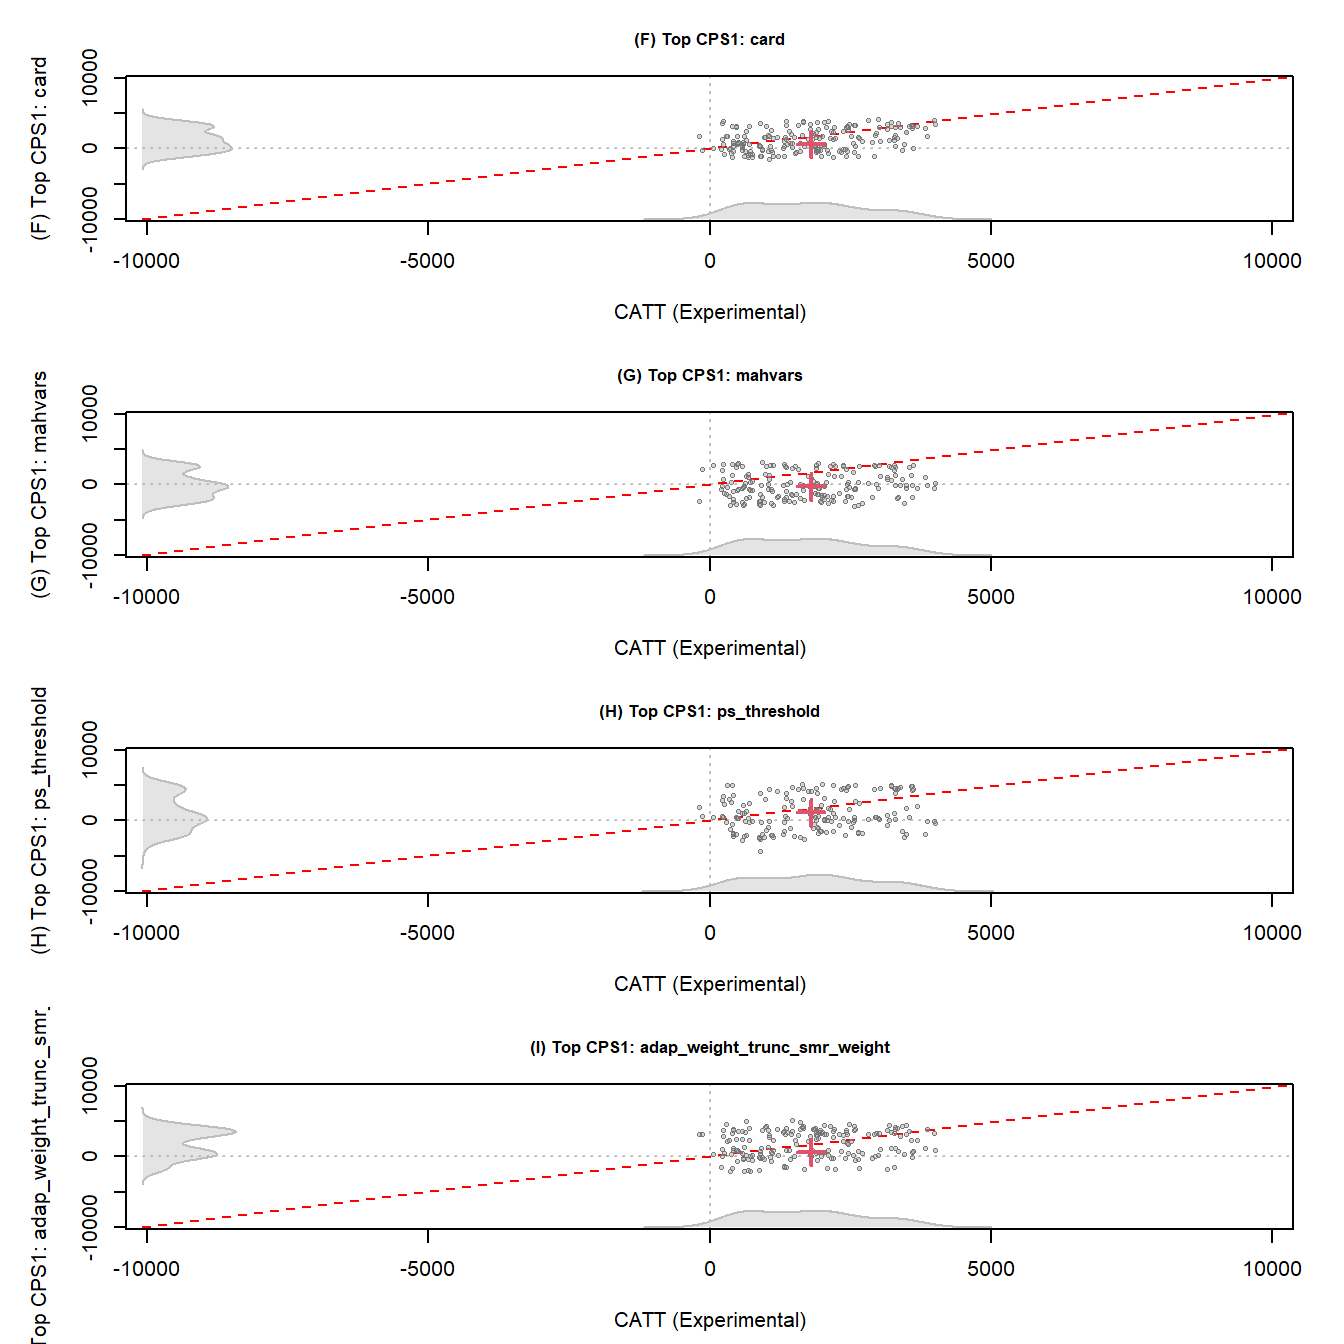 (F) Top CPS1: card
(F) Top CPS1: card
10000
0
-10000
-10000 -5000 0 5000 10000
CATT (Experimental)
(G) Top CPS1: mahvars
(G) Top CPS1: mahvars
10000
0
-10000
-10000 -5000 0 5000 10000
CATT (Experimental)
(H) Top CPS1: ps_threshold
(H) Top CPS1: ps_threshold
10000
0
-10000
-10000 -5000 0 5000 10000
CATT (Experimental)
(I) Top CPS1: adap_weight_trunc_smr_weight
Top CPS1: adap_weight_trunc_smr_
10000
0
-10000
-10000 -5000 0 5000 10000
CATT (Experimental)